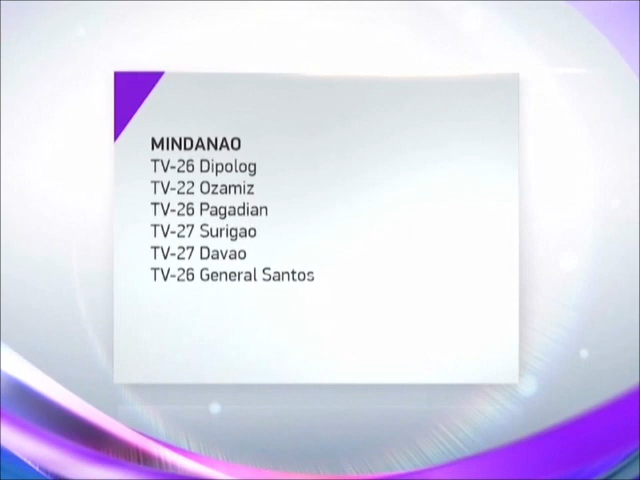 MINDANAO
TV-26 Dipolog
TV-22 Ozamiz
TV-26 Pagadian
TV-27 Surigao
TV-27 Davao
TV-26 General Santos